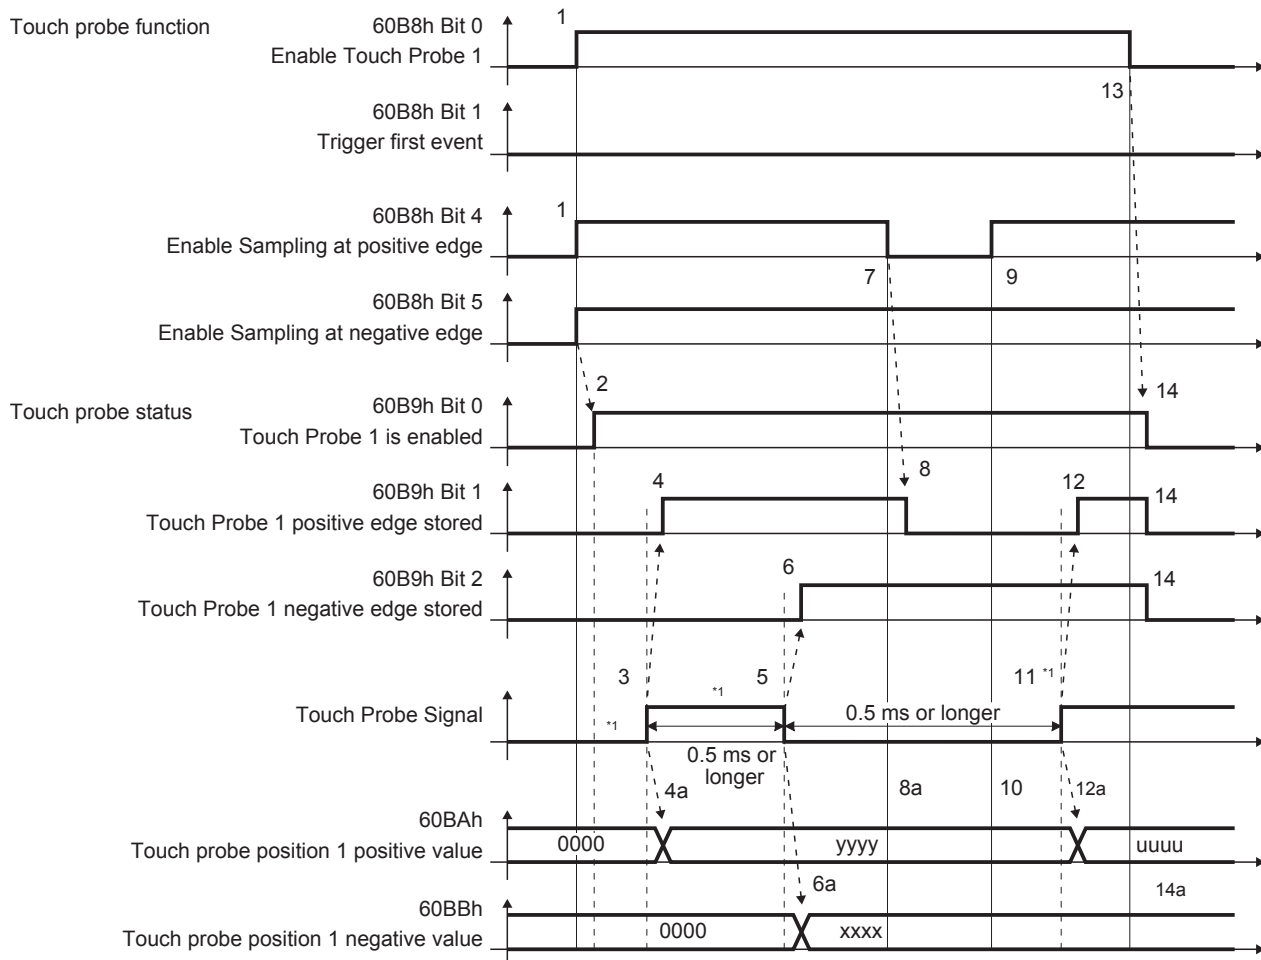 Touch probe function
60B8h Bit 0
Enable Touch Probe 1
1
13
60B8h Bit 1
Trigger first event
60B8h Bit 4
Enable Sampling at positive edge
1
7
9
60B8h Bit 5
Enable Sampling at negative edge
2
Touch probe status
60B9h Bit 0
Touch Probe 1 is enabled
14
60B9h Bit 1
Touch Probe 1 positive edge stored
4
8
12
14
60B9h Bit 2
Touch Probe 1 negative edge stored
6
14
3
*1
5
11 *1
Touch Probe Signal
*1
0.5 ms or longer
0.5 ms or
longer
4a
8a
10
12a
60BAh
Touch probe position 1 positive value
0000
yyyy
uuuu
6a
14a
60BBh
Touch probe position 1 negative value
0000
xxxx